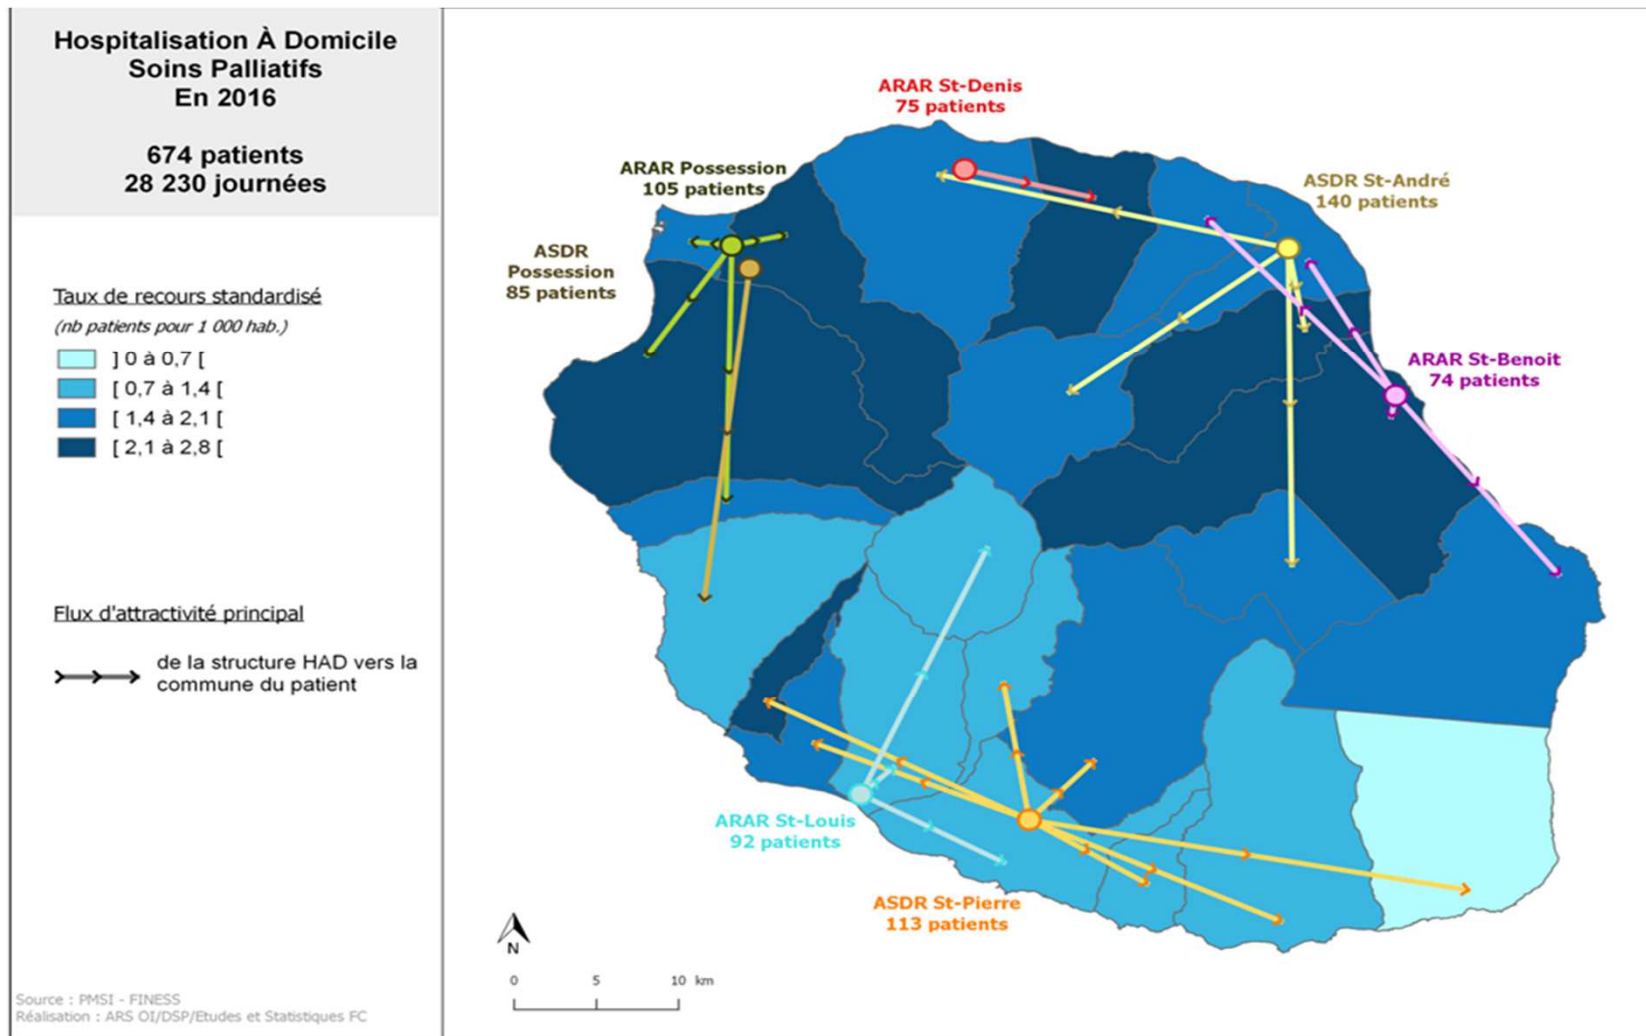 Hospitalisation À Domicile
Soins Palliatifs
En 2016
674 patients
28 230 journées
Taux de recours standardisé
(nb patients pour 1 000 hab.)
] 0 à 0,7 [
[ 0,7 à 1,4 [
[ 1,4 à 2,1 [
[ 2,1 à 2,8 [
Flux d'attractivité principal
de la structure HAD vers la
commune du patient
Source : PMSI - FINESS
Réalisation : ARS OI/DSP/Etudes et Statistiques FC
ARAR St-Denis
75 patients
ARAR Possession
105 patients
ASDR St-André
140 patients
ASDR
Possession
85 patients
ARAR St-Benoit
74 patients
ARAR St-Louis
92 patients
ASDR St-Pierre
113 patients
N
0 5 10 km